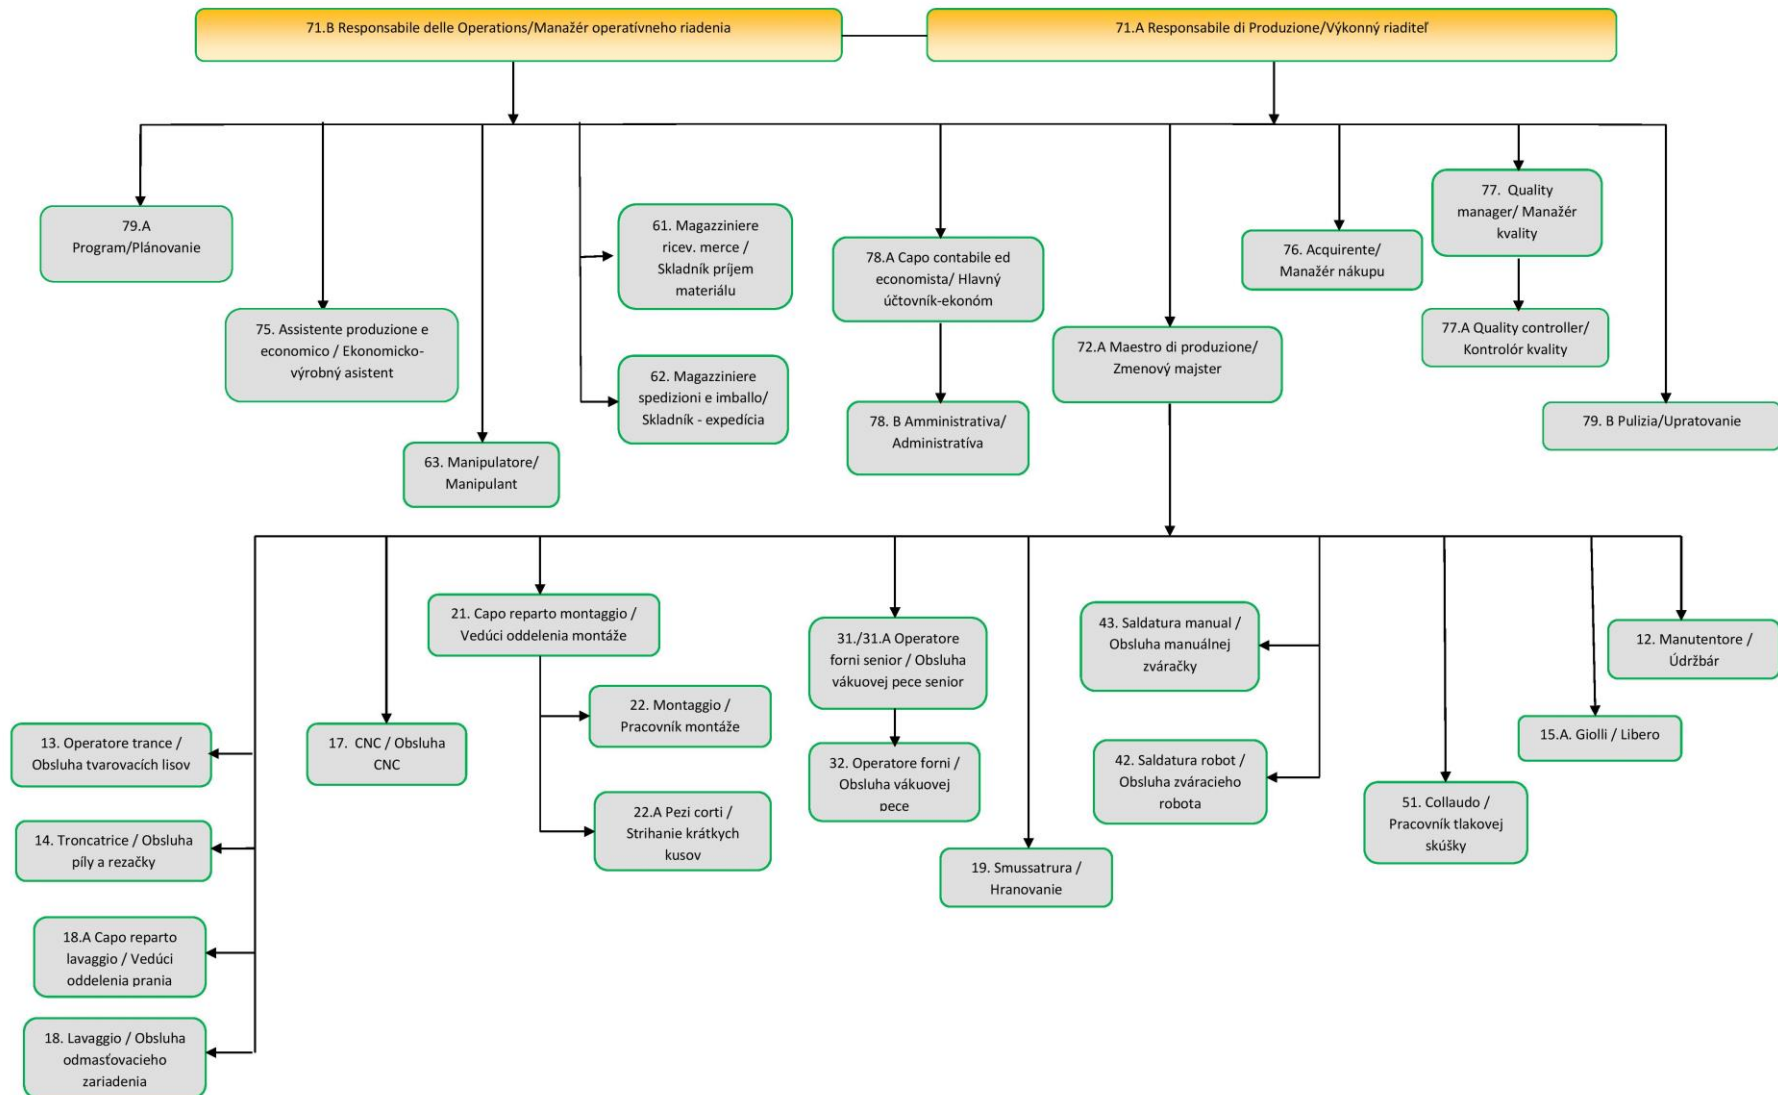 71.B Responsabile delle Operations/Manažér operatívneho riadenia
71.A Responsabile di Produzione/Výkonný riaditeľ
79.A
Program/Plánovanie
75. Assistente produzione e
economico / Ekonomicko-
výrobný asistent
63. Manipulatore/
Manipulant
61. Magazziniere
ricev. merce /
Skladník príjem
materiálu
62. Magazziniere
spedizioni e imballo/
Skladník - expedícia
78.A Capo contabile ed
economista/ Hlavný
účtovník-ekonóm
78. B Amministrativa/
Administratíva
72.A Maestro di produzione/
Zmenový majster
76. Acquirente/
Manažér nákupu
77. Quality
manager/ Manažér
kvality
77.A Quality controller/
Kontrolór kvality
79. B Pulizia/Upratovanie
13. Operatore trance /
Obsluha tvarovacích lisov
14. Troncatrice / Obsluha
píly a rezačky
18.A Capo reparto
lavaggio / Vedúci
oddelenia prania
18. Lavaggio / Obsluha
odmasťovacieho
zariadenia
17. CNC / Obsluha
CNC
21. Capo reparto montaggio /
Vedúci oddelenia montáže
22. Montaggio /
Pracovník montáže
22.A Pezi corti /
Strihanie krátkych
kusov
31./31.A Operatore
forni senior / Obsluha
vákuovej pece senior
32. Operatore forni /
Obsluha vákuovej
pece
19. Smussatrura /
Hranovanie
43. Saldatura manual /
Obsluha manuálnej
zváračky
42. Saldatura robot /
Obsluha zváracieho
robota
51. Collaudo /
Pracovník tlakovej
skúšky
15.A. Giolli / Libero
12. Manutentore /
Údržbár